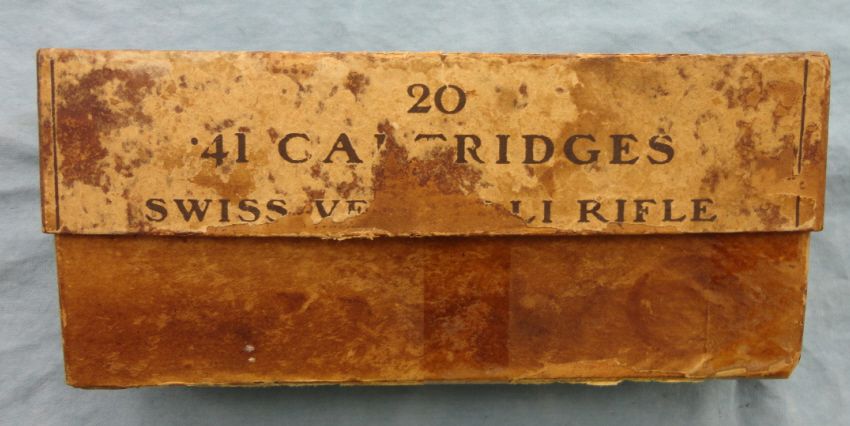 20
·41 CARTRIDGES
SWISS RIFLE